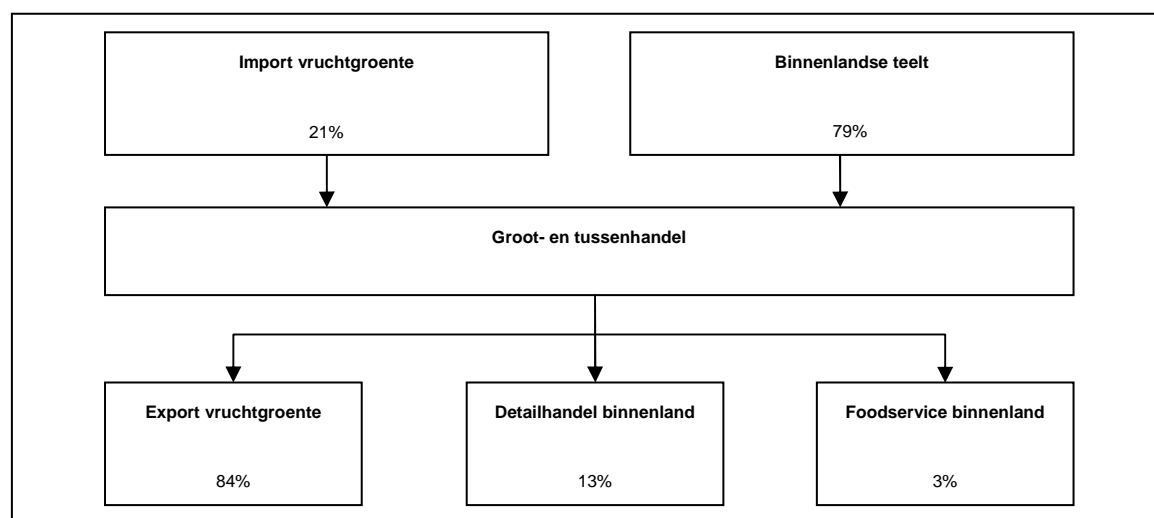 Import vruchtgroente
Binnenlandse teelt
21%
79%
Groot- en tussenhandel
Export vruchtgroente
Detailhandel binnenland
Foodservice binnenland
84%
13%
3%